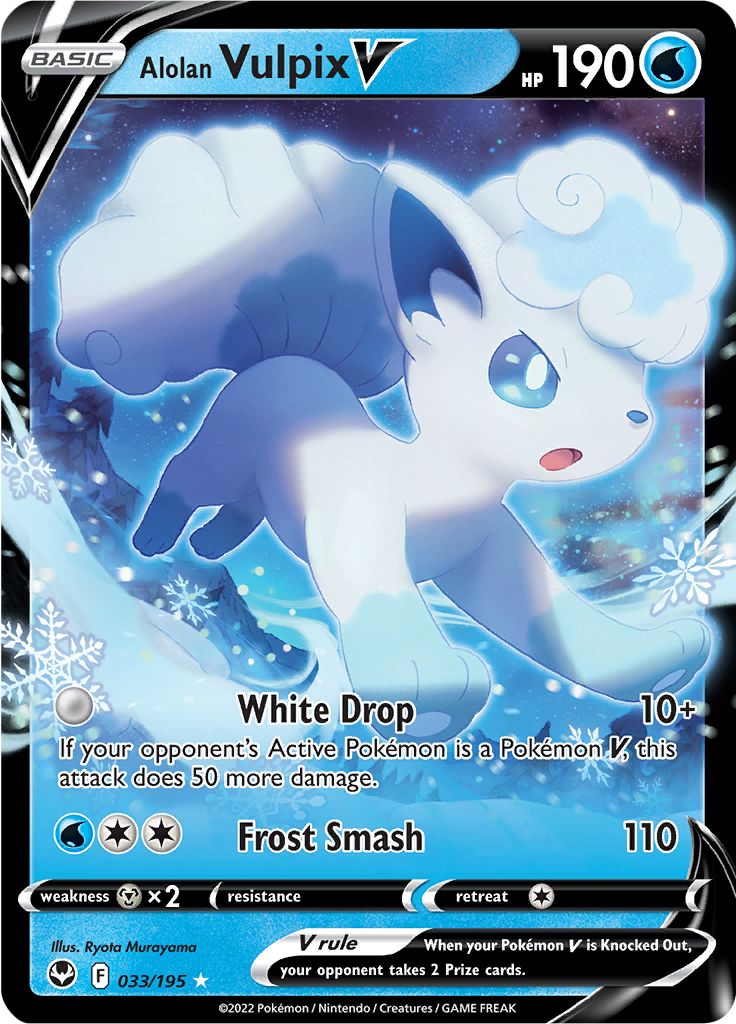 BASIC
Alolan Vulpix V
HP 190
White Drop 10+
If your opponent's Active Pokémon is a Pokémon V, this
attack does 50 more damage.
Frost Smash 110
weakness ×2 resistance retreat
Illus. Ryota Murayama
V rule When your Pokémon V is Knocked Out,
your opponent takes 2 Prize cards.
F 033/195 ★
©2022 Pokémon / Nintendo / Creatures / GAME FREAK